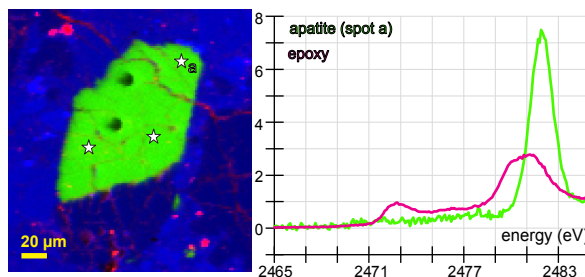 a
20 µm
apatite (spot a)
epoxy
8
6
4
2
0
energy (eV)
2465 2471 2477 2483